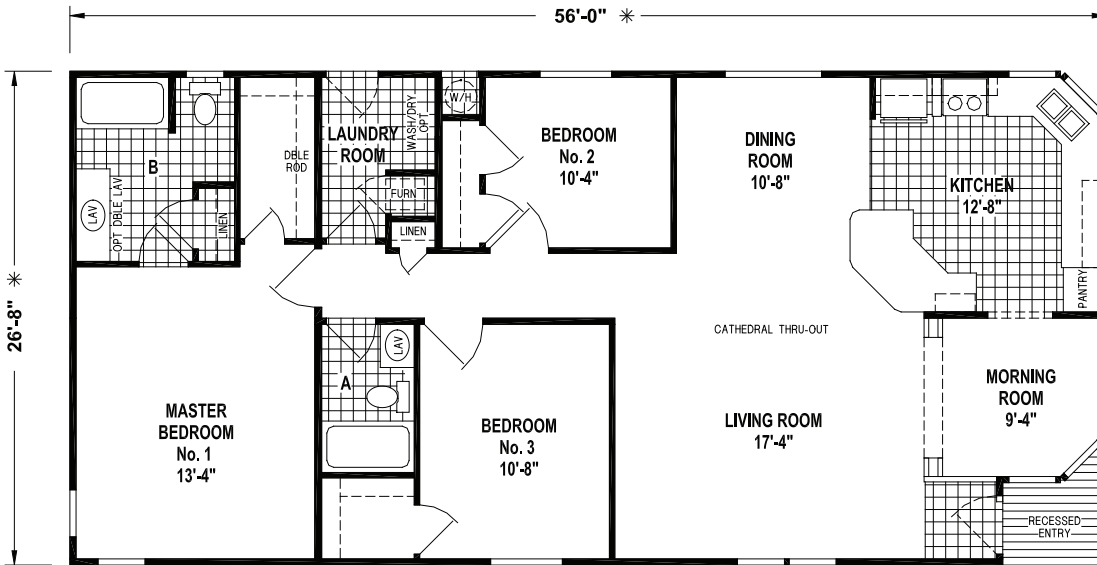 56'-0" ✳
26'-8" ✳
B
LAV
OPT DBLE LAV
LINEN
DBLE
ROD
LAUNDRY
ROOM
WASH/DRY
OPT
FURN
LINEN
W/H
BEDROOM
No. 2
10'-4"
DINING
ROOM
10'-8"
KITCHEN
12'-8"
PANTRY
CATHEDRAL THRU-OUT
MASTER
BEDROOM
No. 1
13'-4"
A
LAV
BEDROOM
No. 3
10'-8"
LIVING ROOM
17'-4"
MORNING
ROOM
9'-4"
RECESSED
ENTRY